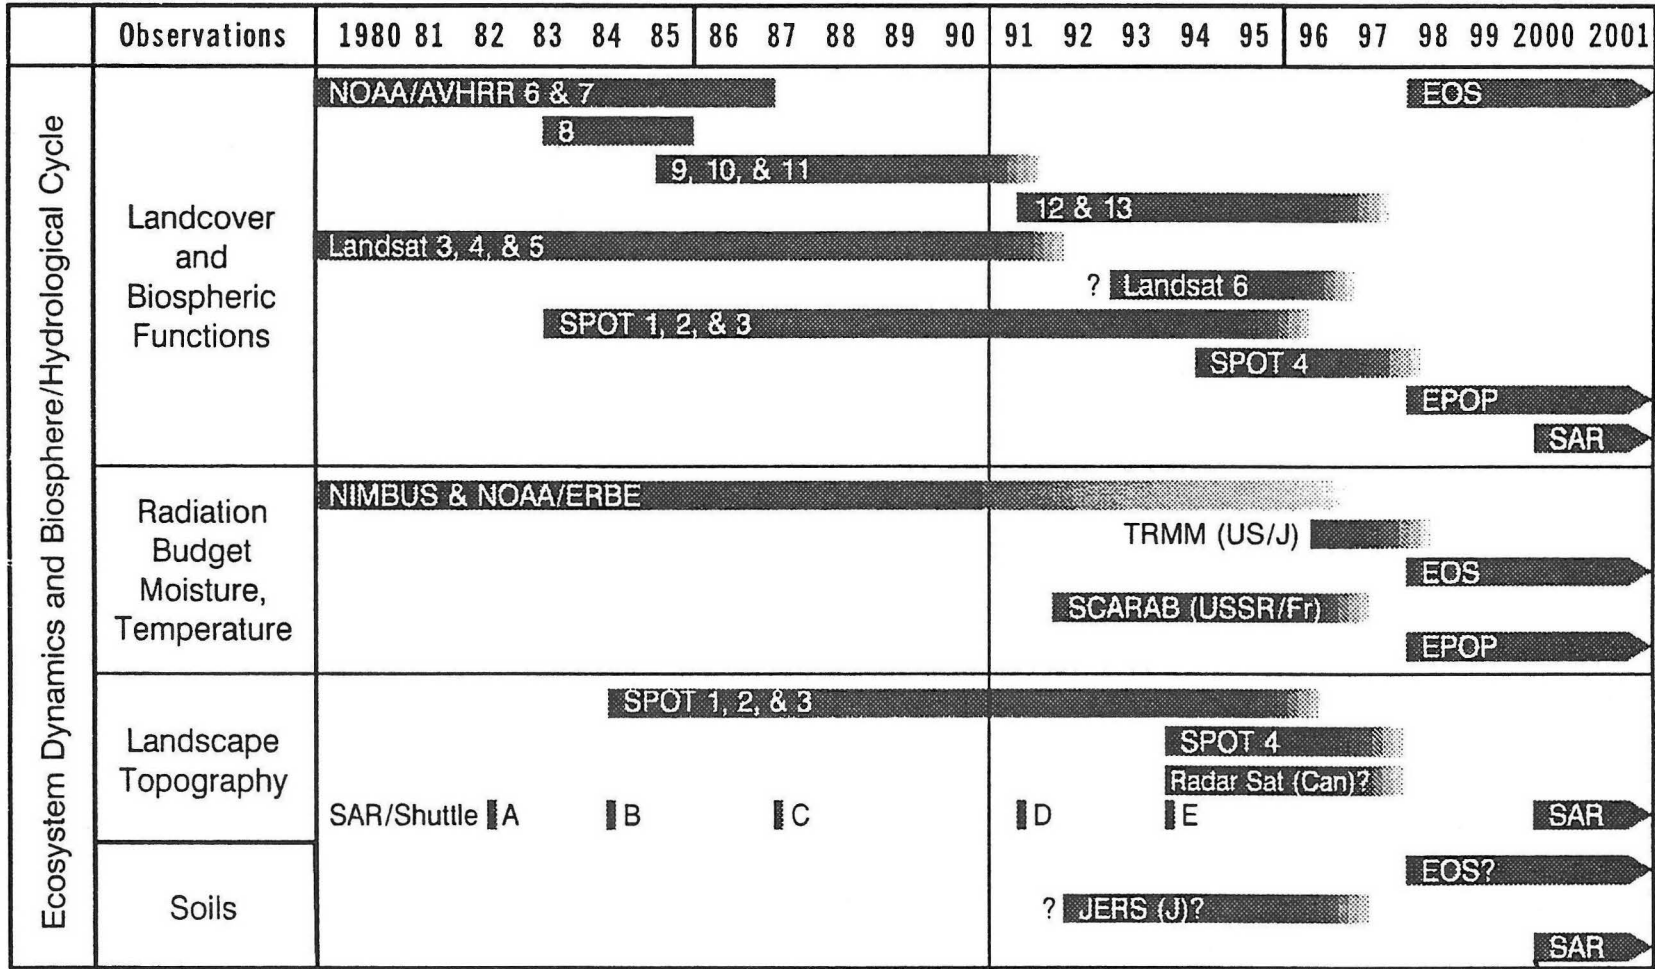 Observations 1980 81 82 83 84 85 86 87 88 89 90 91 92 93 94 95 96 97 98 99 2000 2001
Ecosystem Dynamics and Biosphere/Hydrological Cycle
Landcover
and
Biospheric
Functions
NOAA/AVHRR 6 & 7
EOS
8
9, 10, & 11
12 & 13
Landsat 3, 4, & 5
? Landsat 6
SPOT 1, 2, & 3
SPOT 4
EPOP
SAR
Radiation
Budget
Moisture,
Temperature
NIMBUS & NOAA/ERBE
TRMM (US/J)
EOS
SCARAB (USSR/Fr)
EPOP
Landscape
Topography
SPOT 1, 2, & 3
SPOT 4
Radar Sat (Can)?
SAR/Shuttle A B C D E SAR
Soils
EOS?
? JERS (J)?
SAR